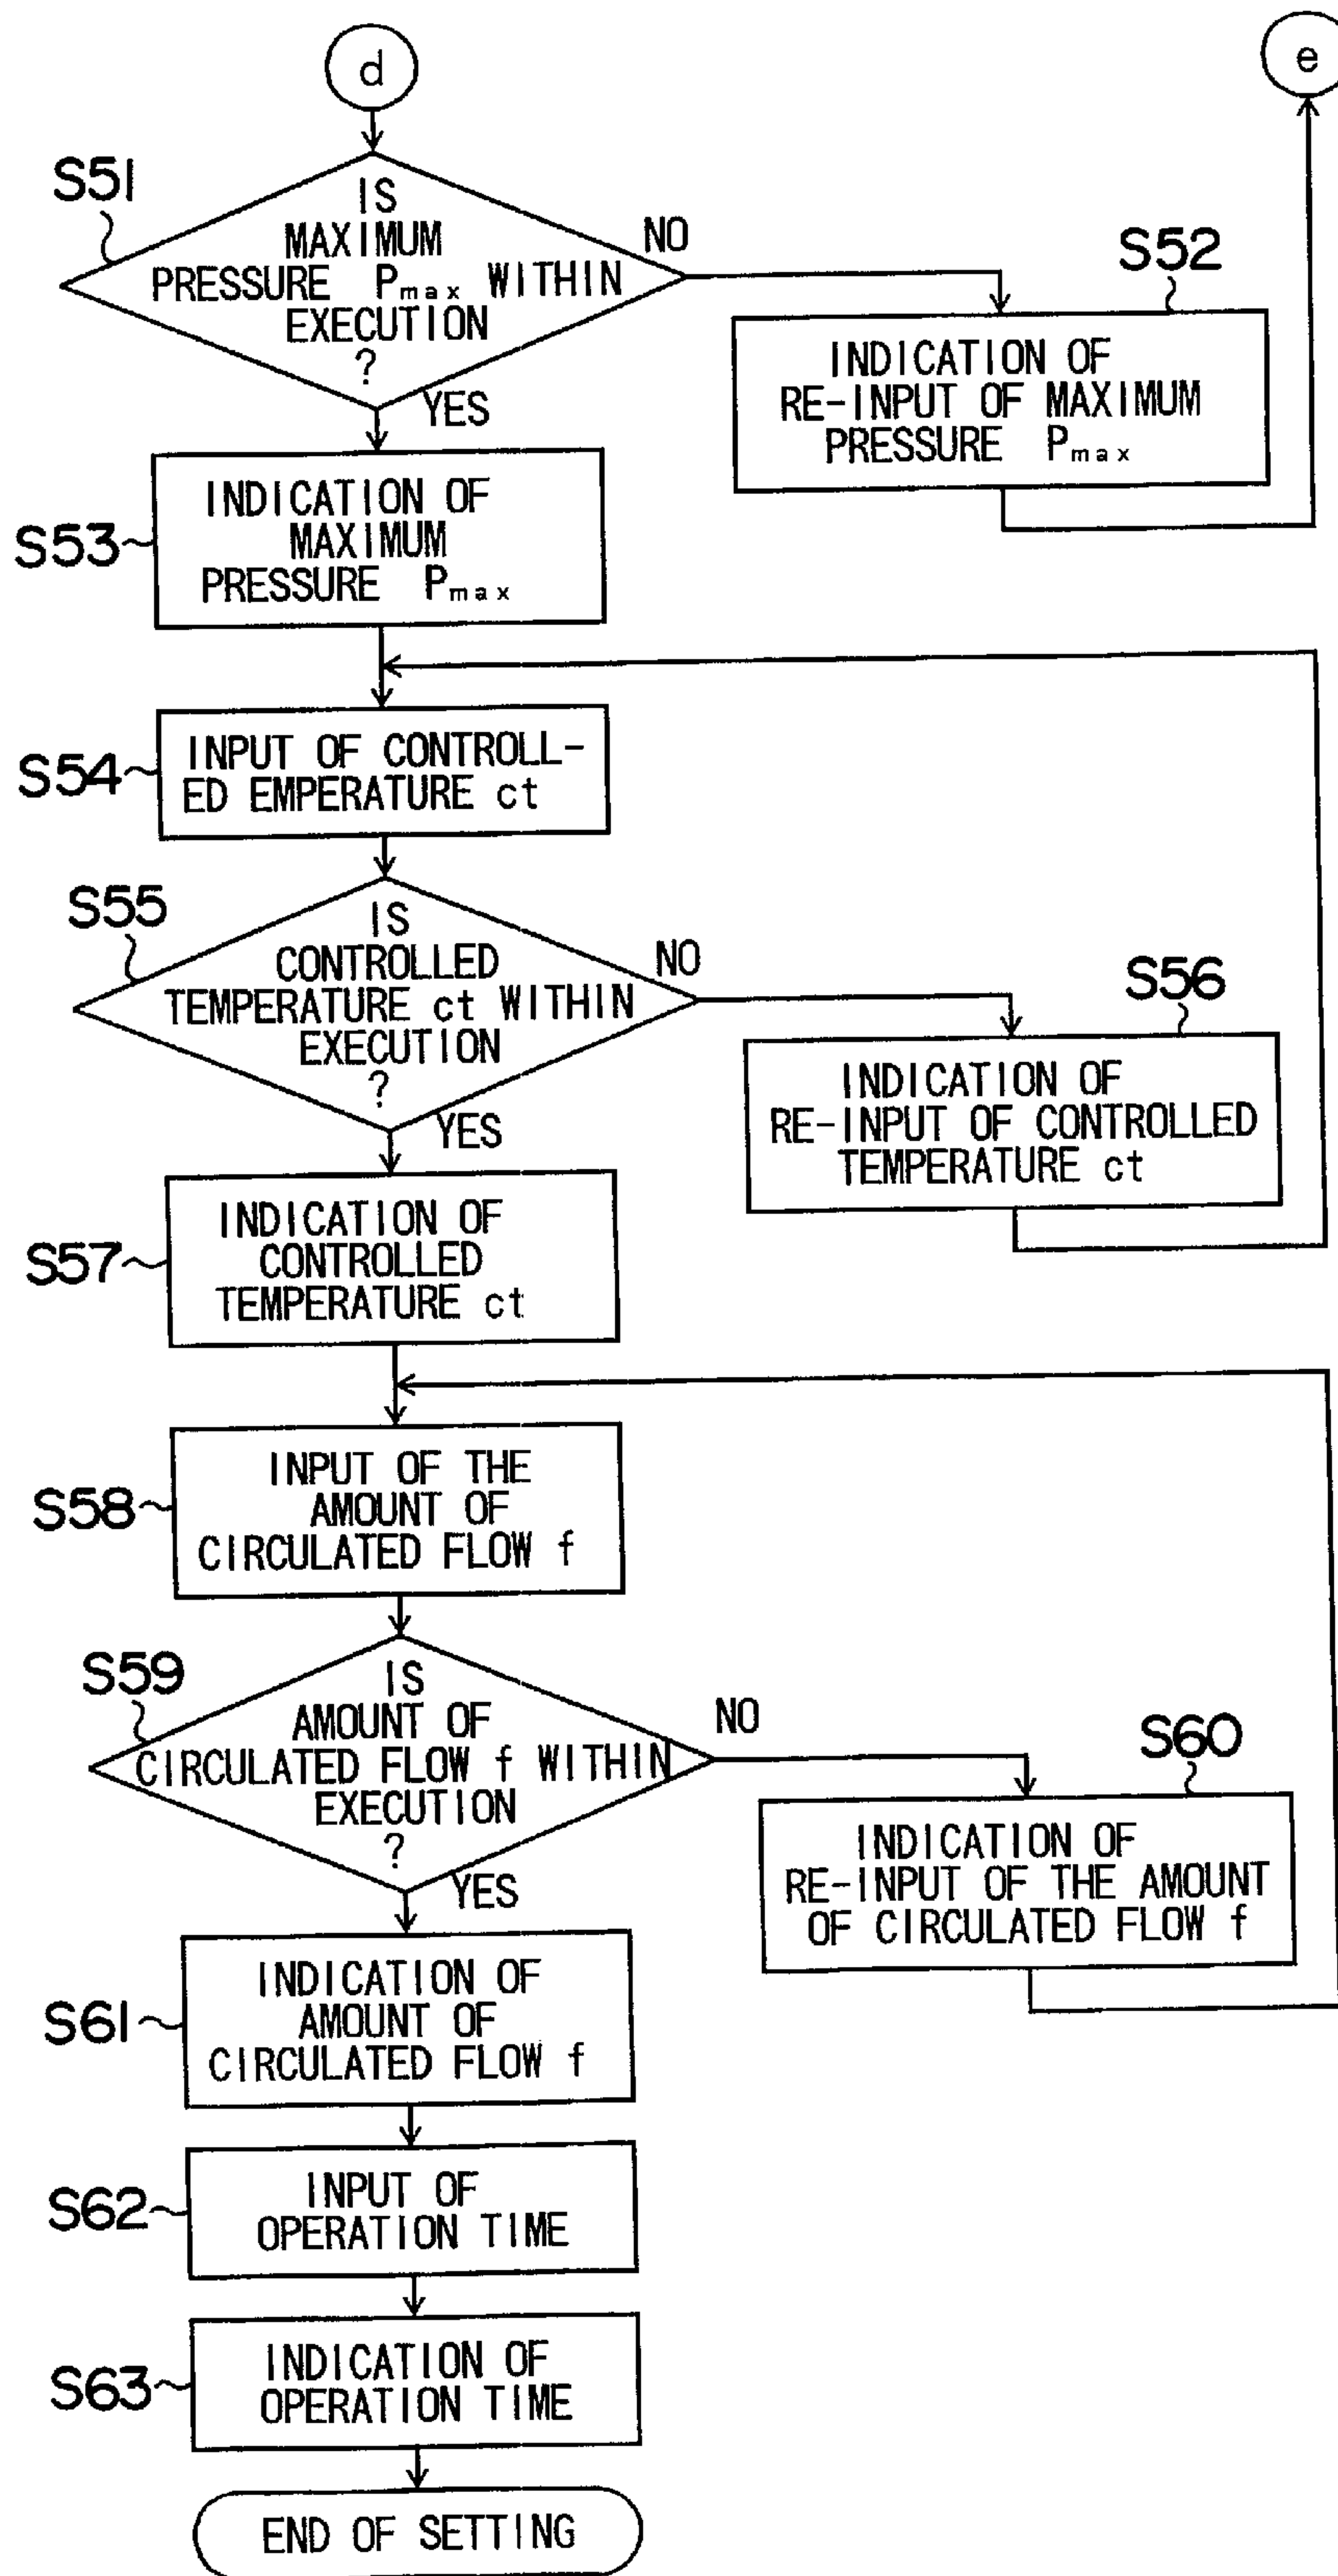 d
e
S51
IS
MAXIMUM
PRESSURE Pmax WITHIN
EXECUTION
?
NO
YES
S52
INDICATION OF
RE-INPUT OF MAXIMUM
PRESSURE Pmax
S53
INDICATION OF
MAXIMUM
PRESSURE Pmax
S54
INPUT OF CONTROLL-
ED EMPERATURE ct
S55
IS
CONTROLLED
TEMPERATURE ct WITHIN
EXECUTION
?
NO
YES
S56
INDICATION OF
RE-INPUT OF CONTROLLED
TEMPERATURE ct
S57
INDICATION OF
CONTROLLED
TEMPERATURE ct
S58
INPUT OF THE
AMOUNT OF
CIRCULATED FLOW f
S59
IS
AMOUNT OF
CIRCULATED FLOW f WITHIN
EXECUTION
?
NO
YES
S60
INDICATION OF
RE-INPUT OF THE AMOUNT
OF CIRCULATED FLOW f
S61
INDICATION OF
AMOUNT OF
CIRCULATED FLOW f
S62
INPUT OF
OPERATION TIME
S63
INDICATION OF
OPERATION TIME
END OF SETTING